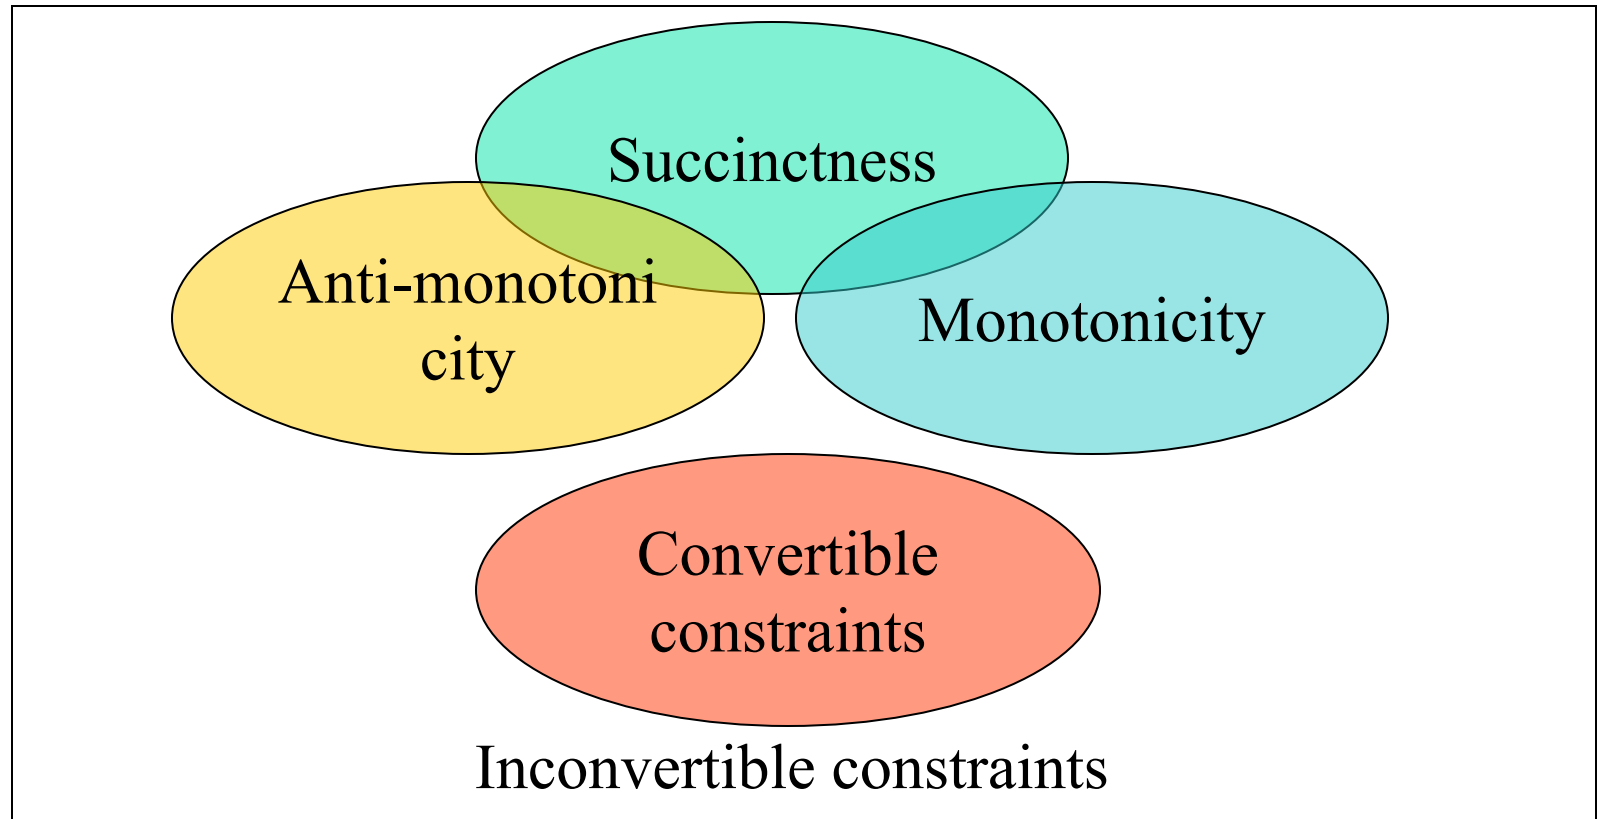 Succinctness
Anti-monotoni
city
Monotonicity
Convertible
constraints
Inconvertible constraints